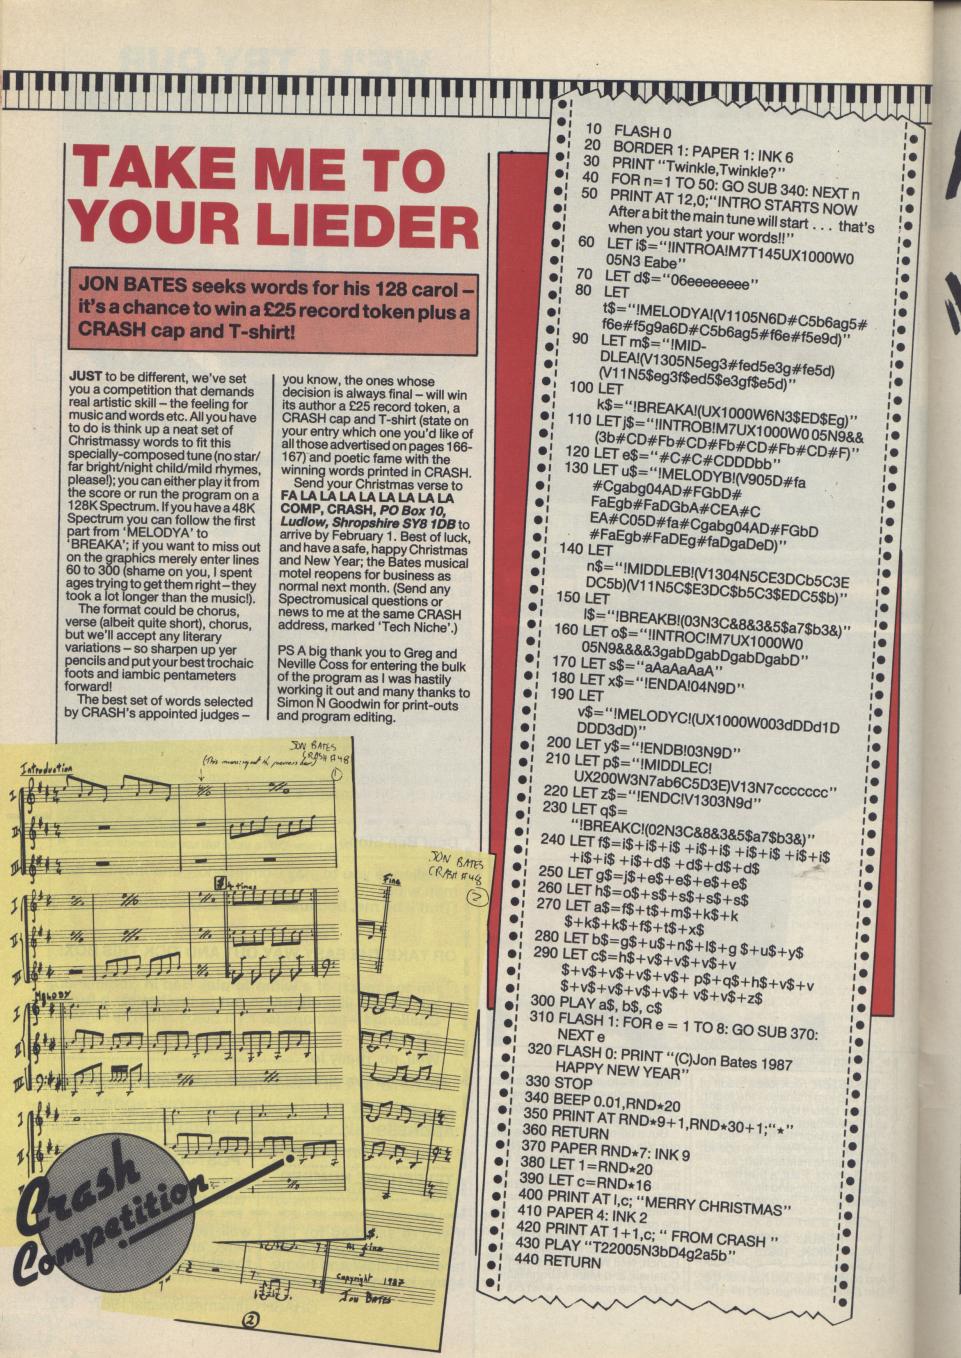 TAKE ME TO
YOUR LIEDER
JON BATES seeks words for his 128 carol –
it's a chance to win a £25 record token plus a
CRASH cap and T-shirt!
JUST to be different, we've set
you a competition that demands
real artistic skill – the feeling for
music and words etc. All you have
to do is think up a neat set of
Christmassy words to fit this
specially-composed tune (no star/
far bright/night child/mild rhymes,
please!); you can either play it from
the score or run the program on a
128K Spectrum. If you have a 48K
Spectrum you can follow the first
part from 'MELODYA' to
'BREAKA'; if you want to miss out
on the graphics merely enter lines
60 to 300 (shame on you, I spent
ages trying to get them right – they
took a lot longer than the music!).
The format could be chorus,
verse (albeit quite short), chorus,
but we'll accept any literary
variations – so sharpen up yer
pencils and put your best trochaic
foots and iambic pentameters
forward!
The best set of words selected
by CRASH's appointed judges –
you know, the ones whose
decision is always final – will win
its author a £25 record token, a
CRASH cap and T-shirt (state on
your entry which one you'd like of
all those advertised on pages 166-
167) and poetic fame with the
winning words printed in CRASH.
Send your Christmas verse to
FA LA LA LA LA LA LA LA LA
COMP, CRASH, PO Box 10,
Ludlow, Shropshire SY8 1DB to
arrive by February 1. Best of luck,
and have a safe, happy Christmas
and New Year; the Bates musical
motel reopens for business as
normal next month. (Send any
Spectromusical questions or
news to me at the same CRASH
address, marked 'Tech Niche'.)
PS A big thank you to Greg and
Neville Coss for entering the bulk
of the program as I was hastily
working it out and many thanks to
Simon N Goodwin for print-outs
and program editing.
10 FLASH 0
20 BORDER 1: PAPER 1: INK 6
30 PRINT "Twinkle,Twinkle?"
40 FOR n=1 TO 50: GO SUB 340: NEXT n
50 PRINT AT 12,0;"INTRO STARTS NOW
After a bit the main tune will start . . . that's
when you start your words!!"
60 LET i$="!INTROA!M7T145UX1000W0
05N3 Eabe"
70 LET d$="06eeeeeeee"
80 LET
t$="!MELODYA!(V1105N6D#C5b6ag5#
f6e#f5g9a6D#C5b6ag5#f6e#f5e9d)"
90 LET m$="!MID-
DLEA!(V1305N5eg3#fed5e3g#fe5d)
(V11N5$eg3f$ed5$e3gf$e5d)"
100 LET
k$="!BREAKA!(UX1000W6N3$ED$Eg)"
110 LET j$="!INTROB!M7UX1000W0 05N9&&
(3b#CD#Fb#CD#Fb#CD#Fb#CD#F)"
120 LET e$="#C#C#CDDDbb"
130 LET u$="!MELODYB!(V905D#fa
#Cgabg04AD#FGbD#
FaEgb#FaDGbA#CEA#C
EA#C05D#fa#Cgabg04AD#FGbD
#FaEgb#FaDEg#faDgaDeD)"
140 LET
n$="!MIDDLEB!(V1304N5CE3DCb5C3E
DC5b)(V11N5C$E3DC$b5C3$EDC5$b)"
150 LET
l$="!BREAKB!(03N3C&8&3&5$a7$b3&)"
160 LET o$="!INTROC!M7UX1000W0
05N9&&&&3gabDgabDgabDgabD"
170 LET s$="aAaAaAaA"
180 LET x$="!ENDA!04N9D"
190 LET
v$="!MELODYC!(UX1000W003dDDd1D
DDD3dD)"
200 LET y$="!ENDB!03N9D"
210 LET p$="!MIDDLEC!
UX200W3N7ab6C5D3E)V13N7ccccccc"
220 LET z$="!ENDC!V1303N9d"
230 LET q$=
"!BREAKC!(02N3C&8&3&5$a7$b3&)"
240 LET f$=i$+i$+i$ +i$+i$ +i$+i$ +i$+i$
+i$+i$ +i$+d$ +d$+d$+d$
250 LET g$=j$+e$+e$+e$+e$
260 LET h$=o$+s$+s$+s$+s$
270 LET a$=f$+t$+m$+k$+k
$+k$+k$+f$+t$+x$
280 LET b$=g$+u$+n$+l$+g $+u$+y$
290 LET c$=h$+v$+v$+v$+v
$+v$+v$+v$+v$+ p$+q$+h$+v$+v
$+v$+v$+v$+v$+ v$+v$+z$
300 PLAY a$, b$, c$
310 FLASH 1: FOR e = 1 TO 8: GO SUB 370:
NEXT e
320 FLASH 0: PRINT "(C)Jon Bates 1987
HAPPY NEW YEAR"
330 STOP
340 BEEP 0.01,RND*20
350 PRINT AT RND*9+1,RND*30+1;"*"
360 RETURN
370 PAPER RND*7: INK 9
380 LET 1=RND*20
390 LET c=RND*16
400 PRINT AT l,c; "MERRY CHRISTMAS"
410 PAPER 4: INK 2
420 PRINT AT 1+1,c; " FROM CRASH "
430 PLAY "T22005N3bD4g2a5b"
440 RETURN
JON BATES
CRASH #48
1
Introduction
I
II
III
4 times
MELODY
JON BATES
CRASH #48
2
Fine
al fine
Copyright 1987
JON BATES
2
Crash
Competition